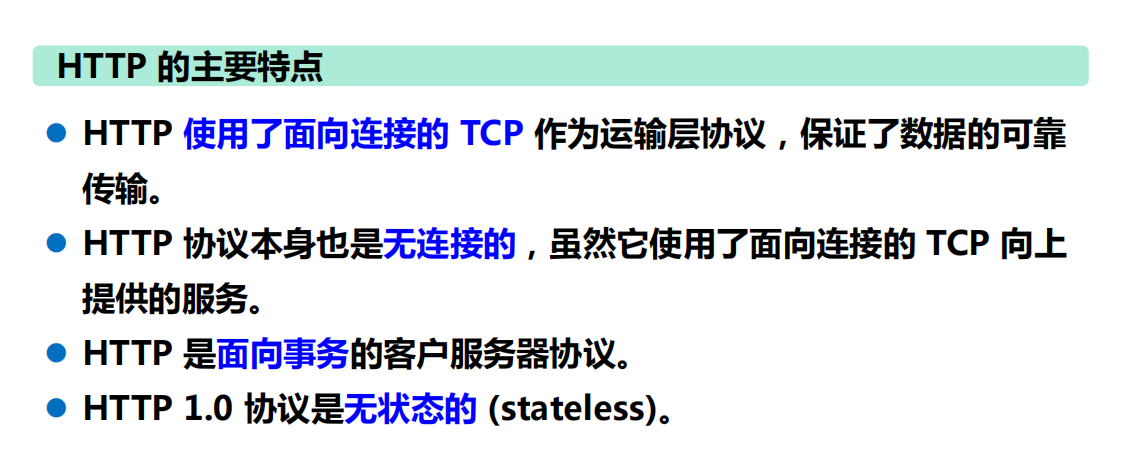 HTTP 的主要特点
HTTP 使用了面向连接的 TCP 作为运输层协议，保证了数据的可靠
传输。
HTTP 协议本身也是无连接的，虽然它使用了面向连接的 TCP 向上
提供的服务。
HTTP 是面向事务的客户服务器协议。
HTTP 1.0 协议是无状态的 (stateless)。